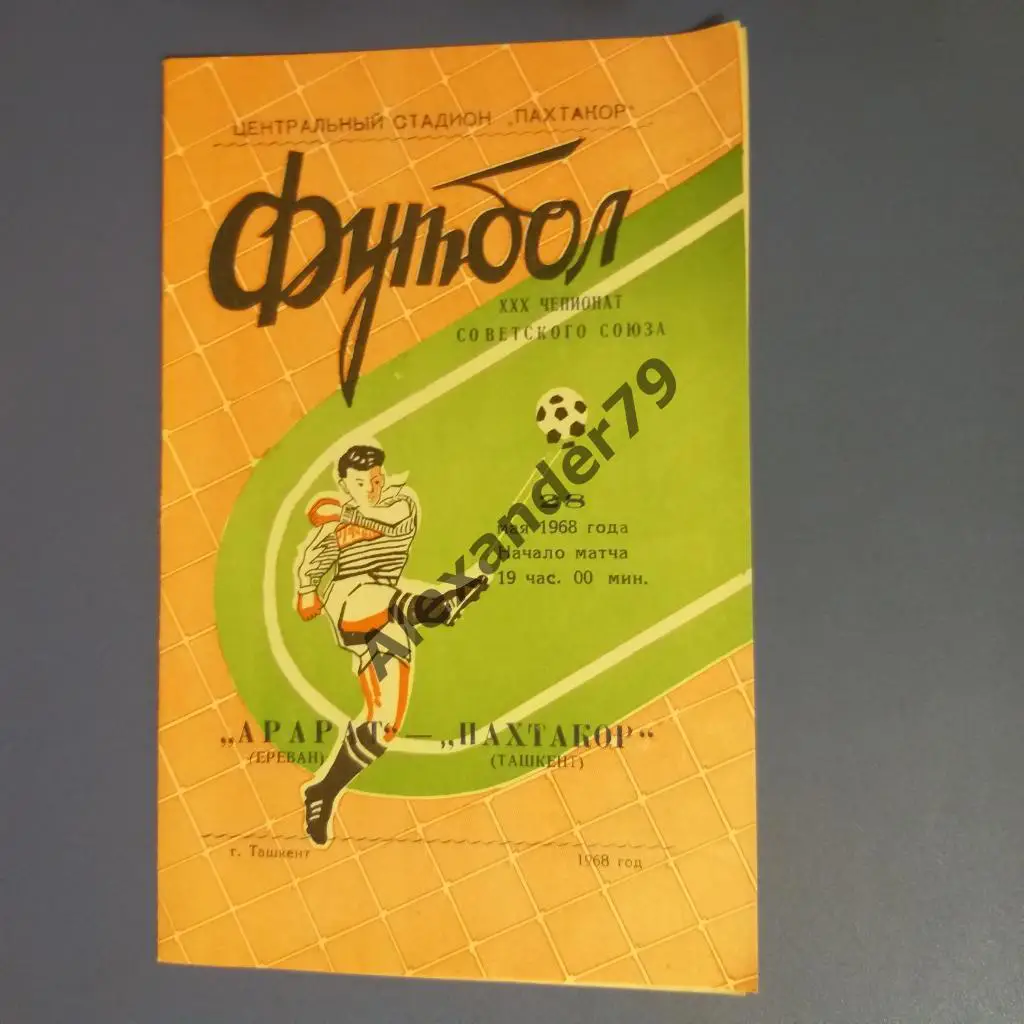 ЦЕНТРАЛЬНЫЙ СТАДИОН „ПАХТАКОР"
Футбол
XXX ЧЕПИОНАТ
СОВЕТСКОГО СОЮЗА
28
мая 1968 года
Начало матча
19 час. 00 мин.
„АРАРАТ" — „ПАХТАКОР"
(ЕРЕВАН) (ТАШКЕНТ)
г. Ташкент 1968 год
Alexander79